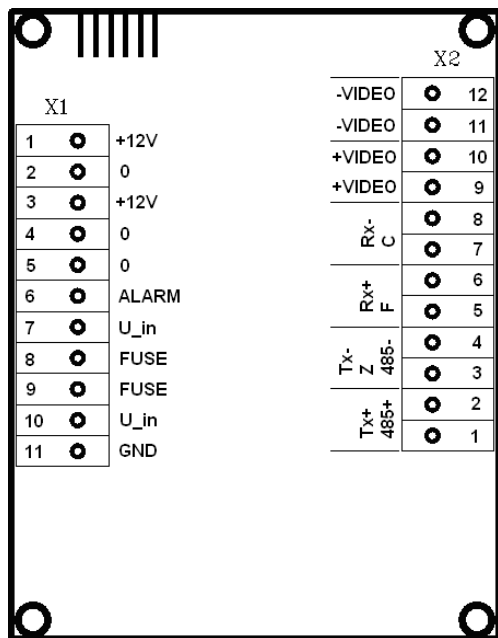 X1
1 +12V
2 0
3 +12V
4 0
5 0
6 ALARM
7 U_in
8 FUSE
9 FUSE
10 U_in
11 GND
X2
-VIDEO 12
-VIDEO 11
+VIDEO 10
+VIDEO 9
Rx- 8
C 7
Rx+ 6
F 5
Tx- 4
Z
485- 3
Tx+ 2
485+ 1